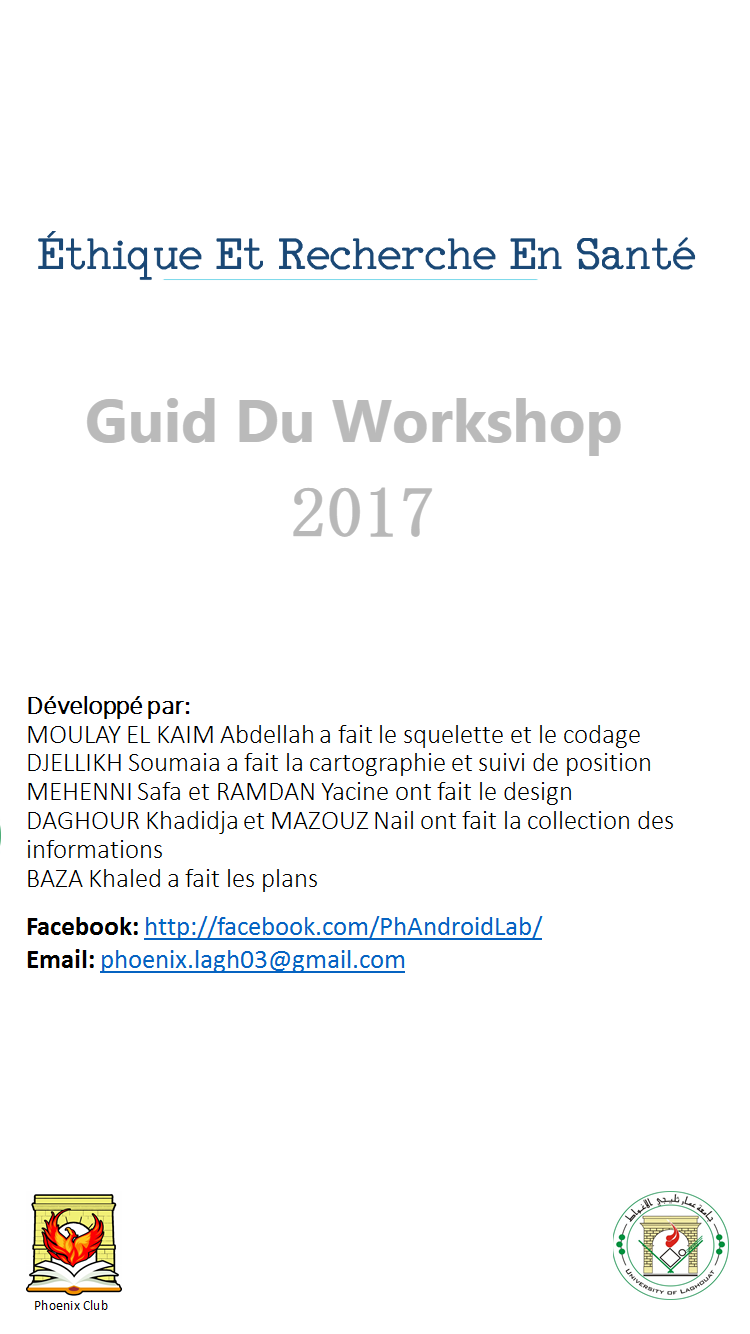 Éthique Et Recherche En Santé
Guid Du Workshop
2017
Développé par:
MOULAY EL KAIM Abdellah a fait le squelette et le codage
DJELLIKH Soumaia a fait la cartographie et suivi de position
MEHENNI Safa et RAMDAN Yacine ont fait le design
DAGHOUR Khadidja et MAZOUZ Nail ont fait la collection des
informations
BAZA Khaled a fait les plans
Facebook: http://facebook.com/PhAndroidLab/
Email: phoenix.lagh03@gmail.com
Phoenix Club
جامعة عمار ثليجي الأغواط
UNIVERSITY OF LAGHOUAT